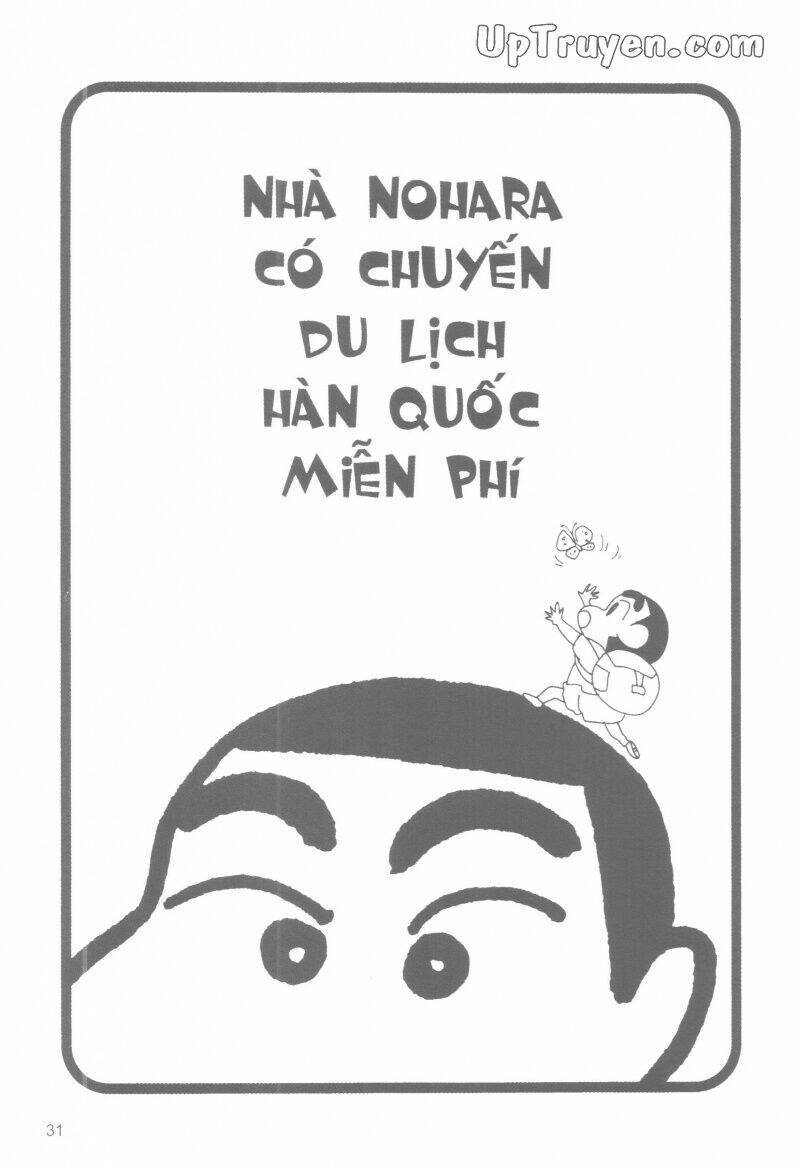 UpTruyen.com
NHÀ NOHARA
CÓ CHUYẾN
DU LỊCH
HÀN QUỐC
MIỄN PHÍ
31